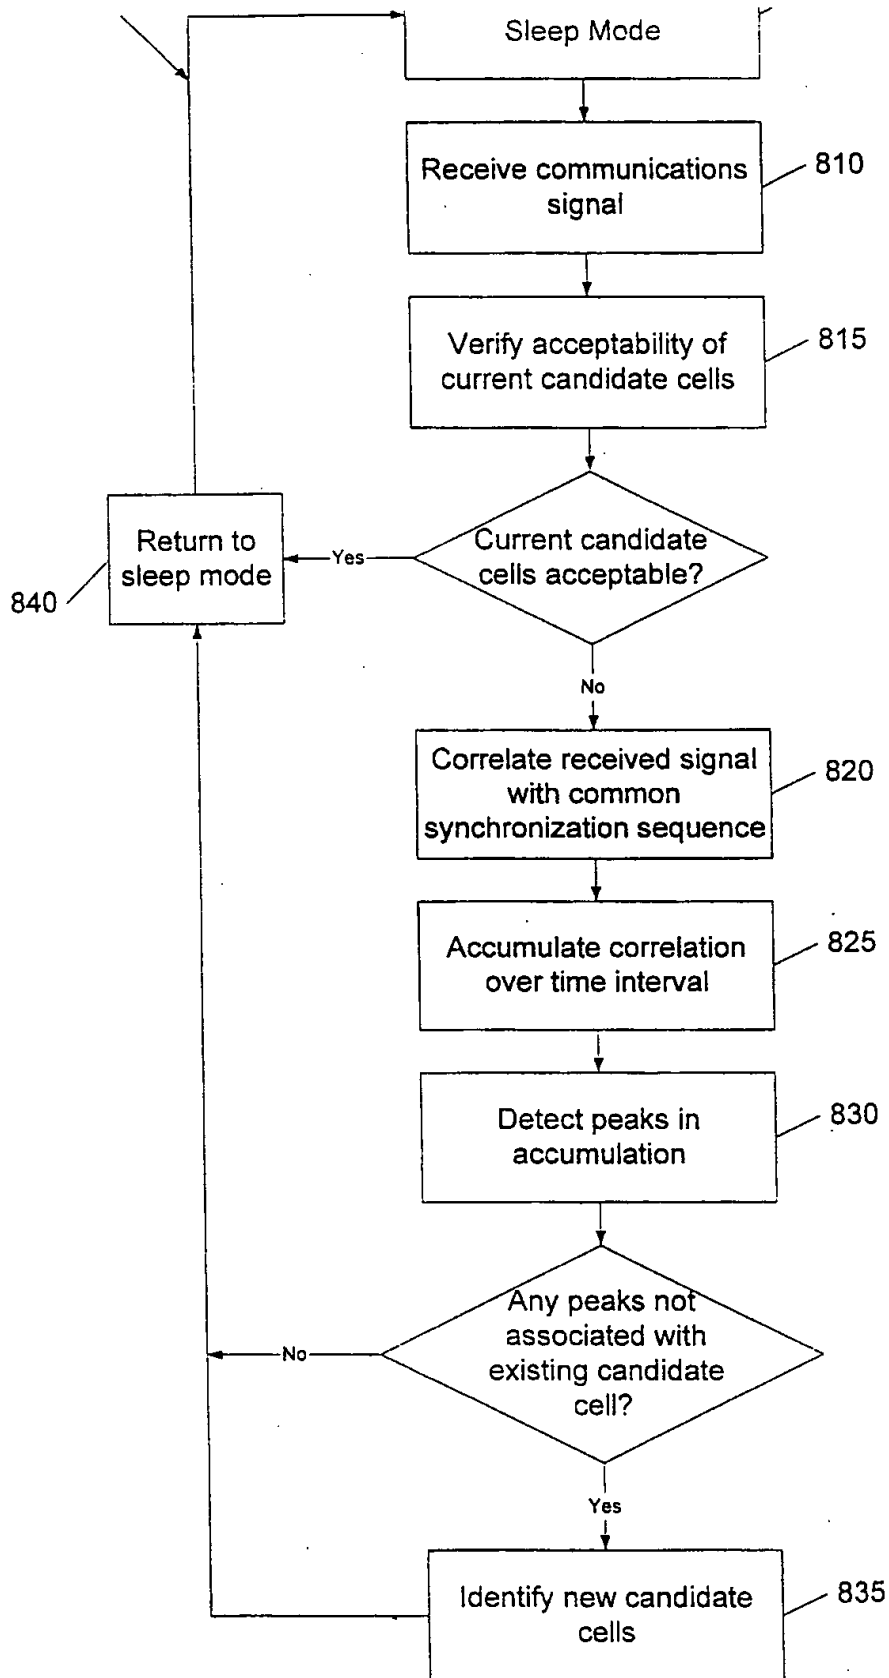 Sleep Mode
Receive communications
signal
810
Verify acceptability of
current candidate cells
815
Current candidate
cells acceptable?
Yes
Return to
sleep mode
840
No
Correlate received signal
with common
synchronization sequence
820
Accumulate correlation
over time interval
825
Detect peaks in
accumulation
830
Any peaks not
associated with
existing candidate
cell?
No
Yes
Identify new candidate
cells
835